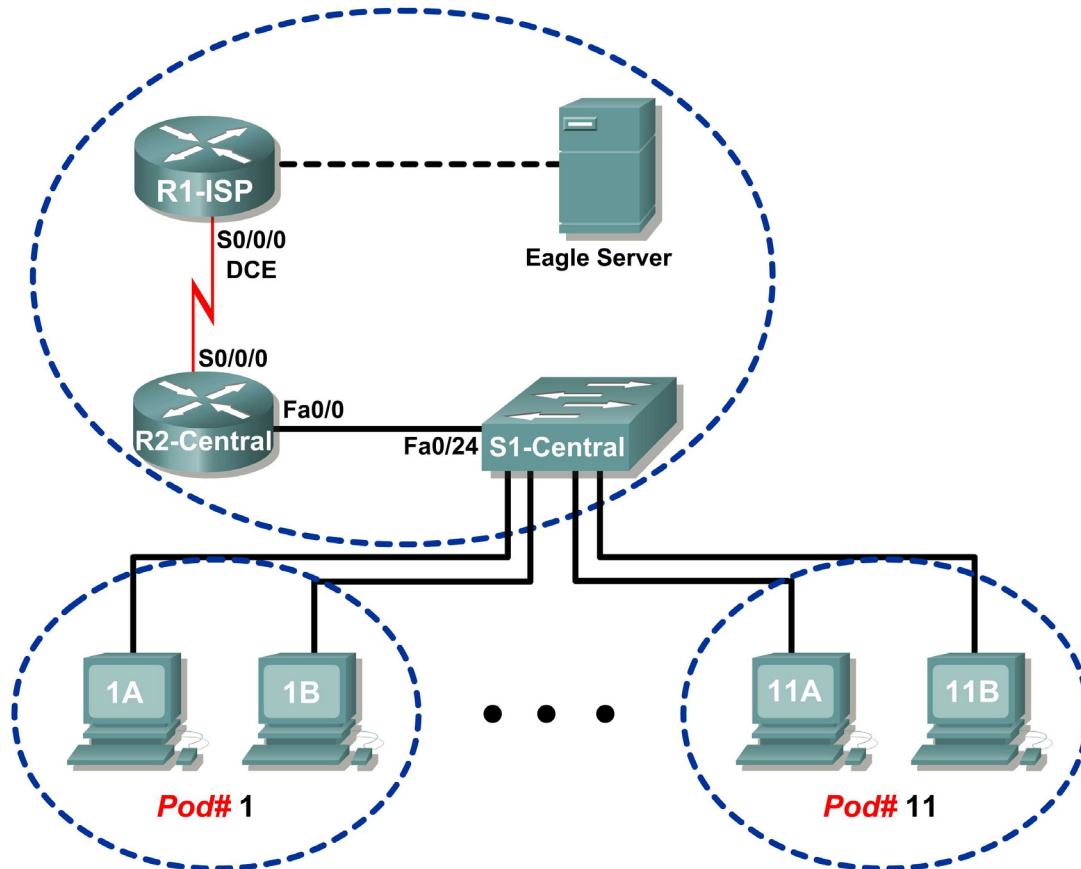 R1-ISP
S0/0/0
DCE
Eagle Server
S0/0/0
R2-Central
Fa0/0
Fa0/24
S1-Central
1A
1B
11A
11B
Pod# 1
Pod# 11